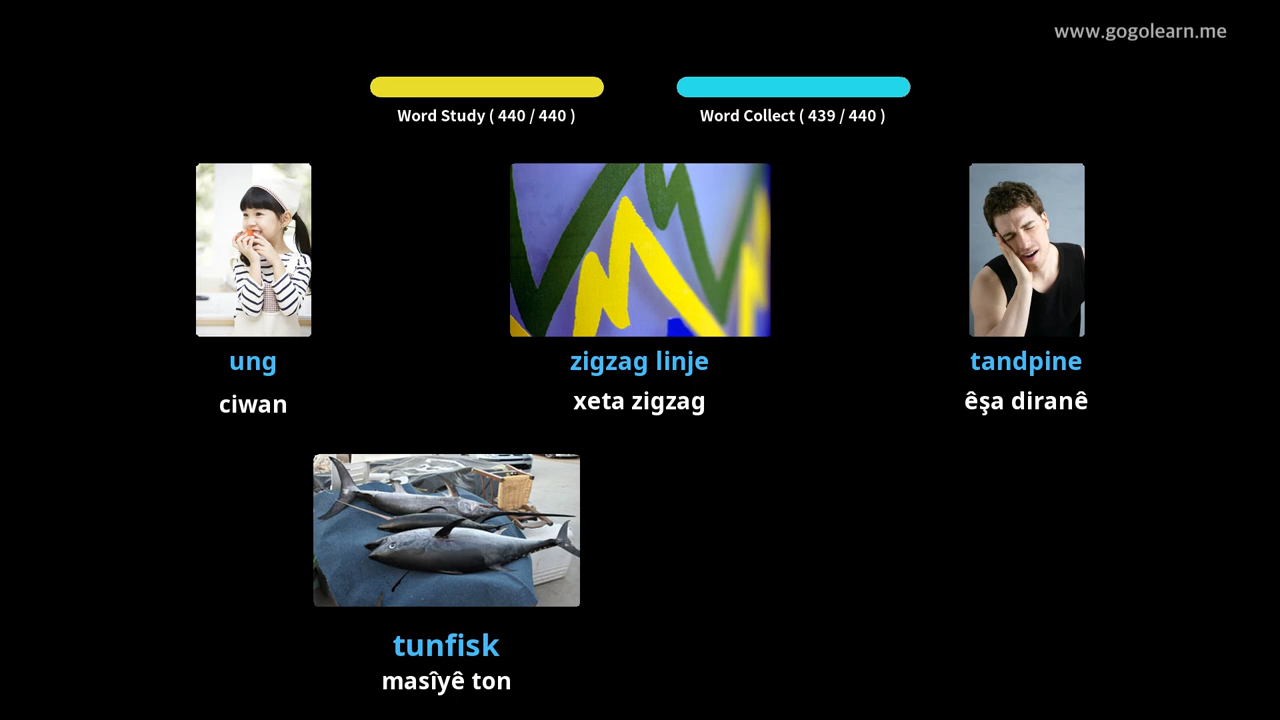 www.gogolearn.me
Word Study ( 440 / 440 )
Word Collect ( 439 / 440 )
ung
zigzag linje
tandpine
ciwan
xeta zigzag
êşa diranê
tunfisk
masîyê ton